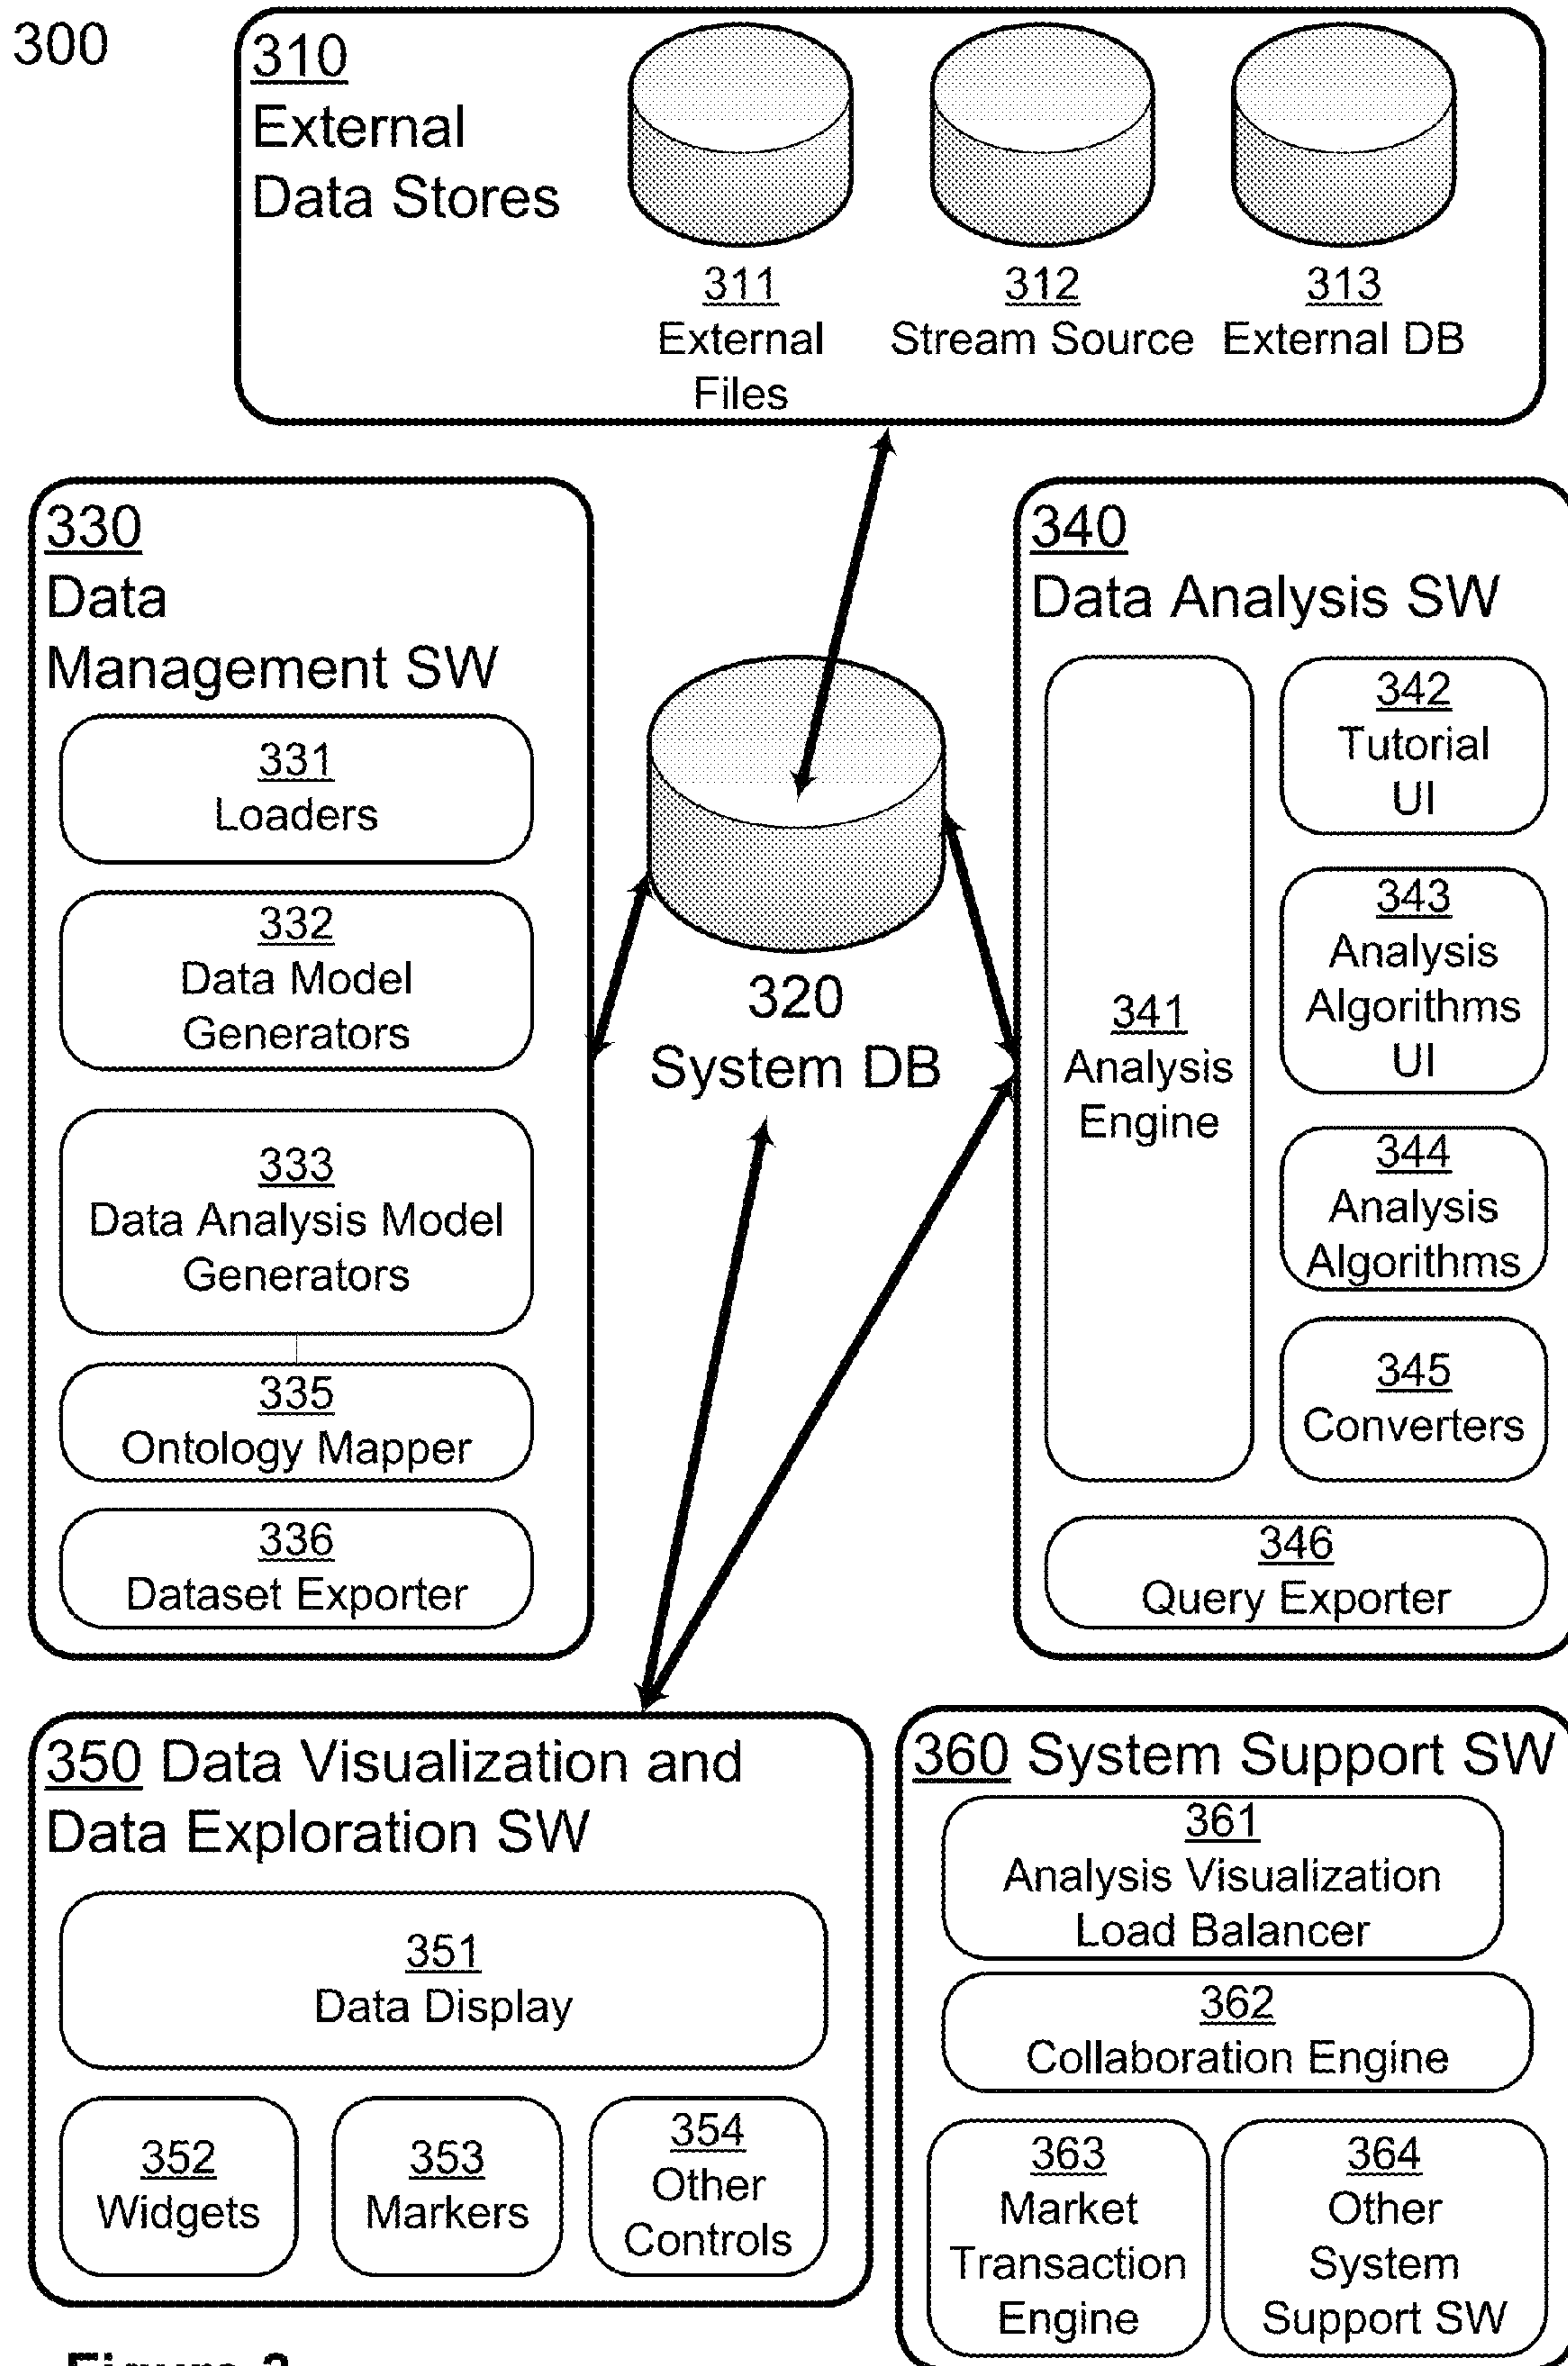 300
310
External
Data Stores
311
External
Files
312
Stream Source
313
External DB
330
Data
Management SW
331
Loaders
332
Data Model
Generators
333
Data Analysis Model
Generators
335
Ontology Mapper
336
Dataset Exporter
320
System DB
340
Data Analysis SW
341
Analysis
Engine
342
Tutorial
UI
343
Analysis
Algorithms
UI
344
Analysis
Algorithms
345
Converters
346
Query Exporter
350 Data Visualization and
Data Exploration SW
351
Data Display
352
Widgets
353
Markers
354
Other
Controls
360 System Support SW
361
Analysis Visualization
Load Balancer
362
Collaboration Engine
363
Market
Transaction
Engine
364
Other
System
Support SW
Figure 3